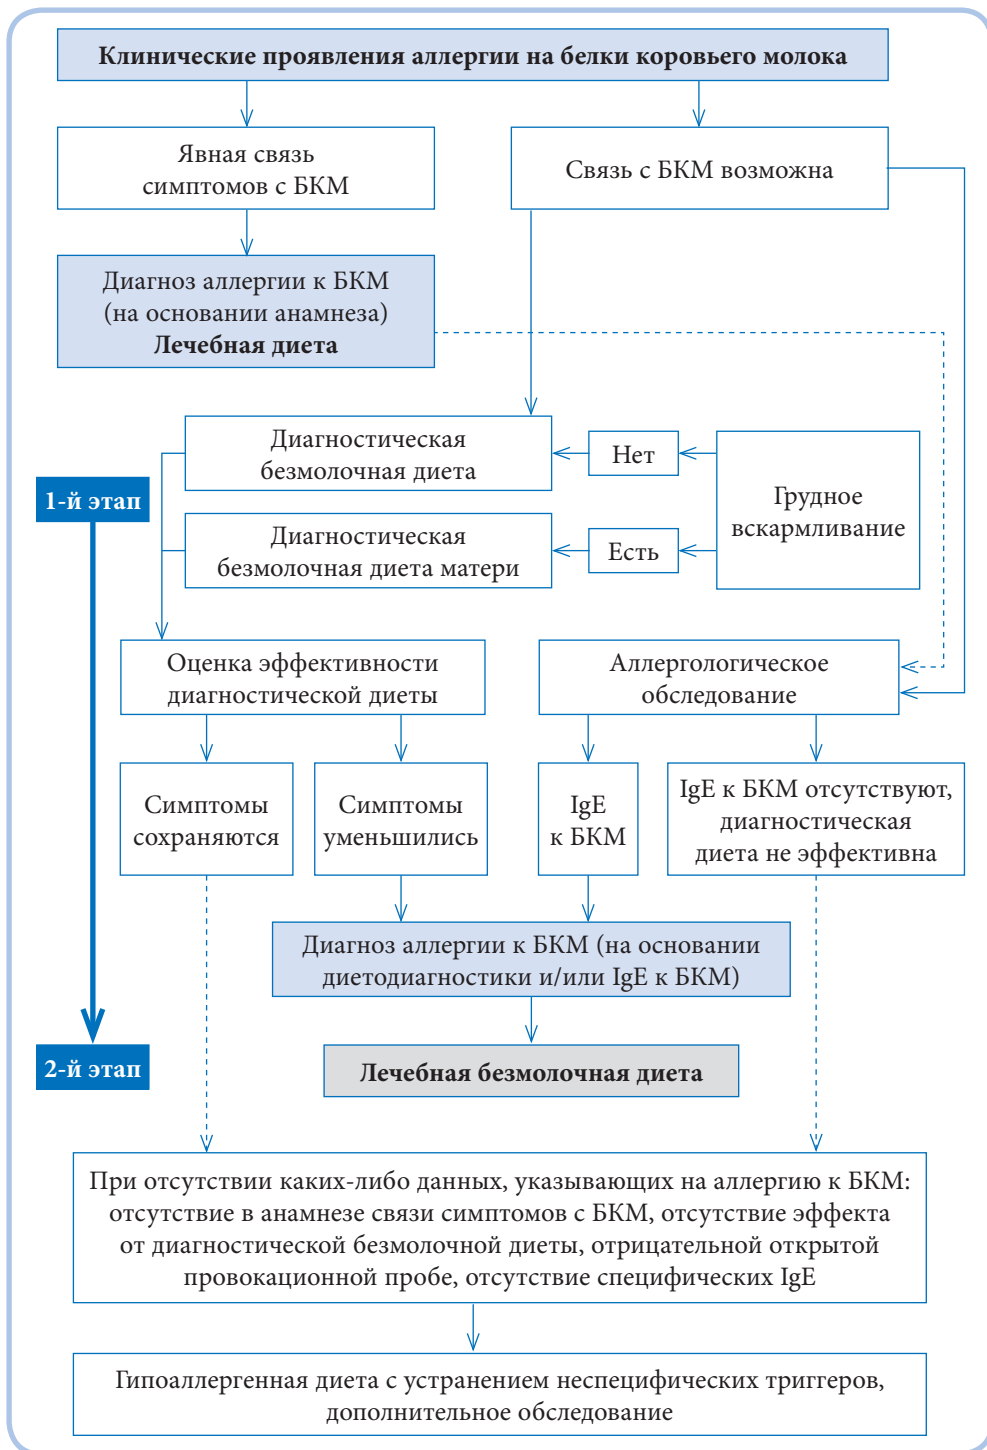 Клинические проявления аллергии на белки коровьего молока
Явная связь
симптомов с БКМ
Связь с БКМ возможна
Диагноз аллергии к БКМ
(на основании анамнеза)
Лечебная диета
Диагностическая
безмолочная диета
Нет
Грудное
вскармливание
1-й этап
Диагностическая
безмолочная диета матери
Есть
Оценка эффективности
диагностической диеты
Аллергологическое
обследование
Симптомы
сохраняются
Симптомы
уменьшились
IgE
к БКМ
IgE к БКМ отсутствуют,
диагностическая
диета не эффективна
Диагноз аллергии к БКМ (на основании
диетодиагностики и/или IgE к БКМ)
2-й этап
Лечебная безмолочная диета
При отсутствии каких-либо данных, указывающих на аллергию к БКМ:
отсутствие в анамнезе связи симптомов с БКМ, отсутствие эффекта
от диагностической безмолочной диеты, отрицательной открытой
провокационной пробе, отсутствие специфических IgE
Гипоаллергенная диета с устранением неспецифических триггеров,
дополнительное обследование